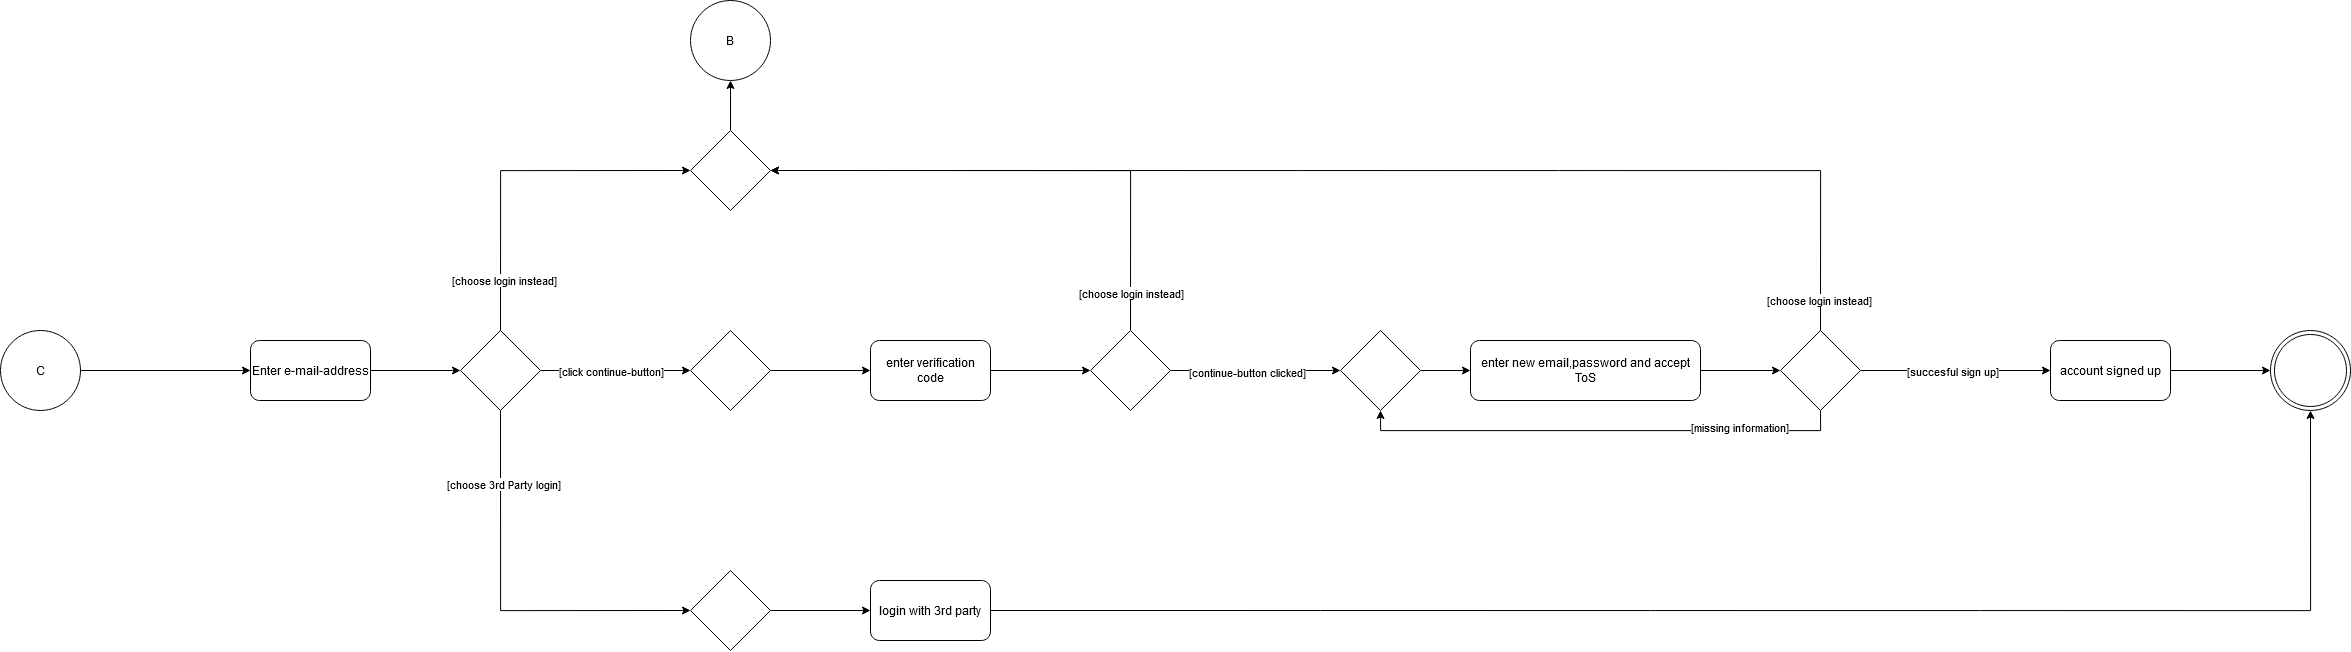 B
[choose login instead]
[choose login instead]
[choose login instead]
C
Enter e-mail-address
[click continue-button]
enter verification
code
[continue-button clicked]
enter new email,password and accept
ToS
[succesful sign up]
account signed up
[missing information]
[choose 3rd Party login]
login with 3rd party